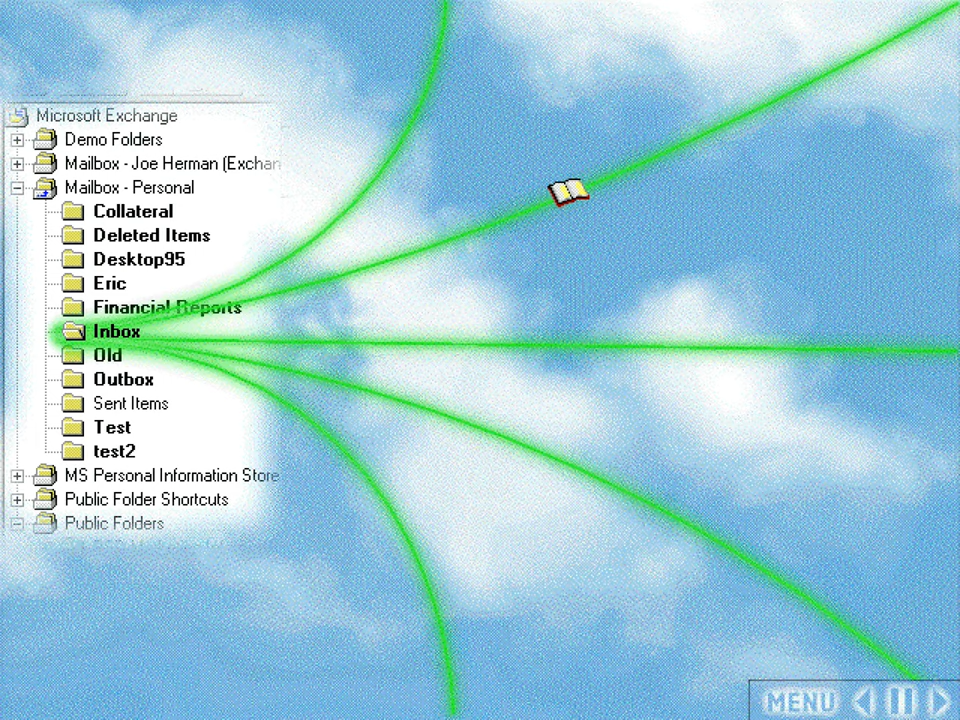 Microsoft Exchange
Demo Folders
Mailbox - Joe Herman (Exchan
Mailbox - Personal
Collateral
Deleted Items
Desktop95
Eric
Financial Reports
Inbox
Old
Outbox
Sent Items
Test
test2
MS Personal Information Store
Public Folder Shortcuts
Public Folders
MENU